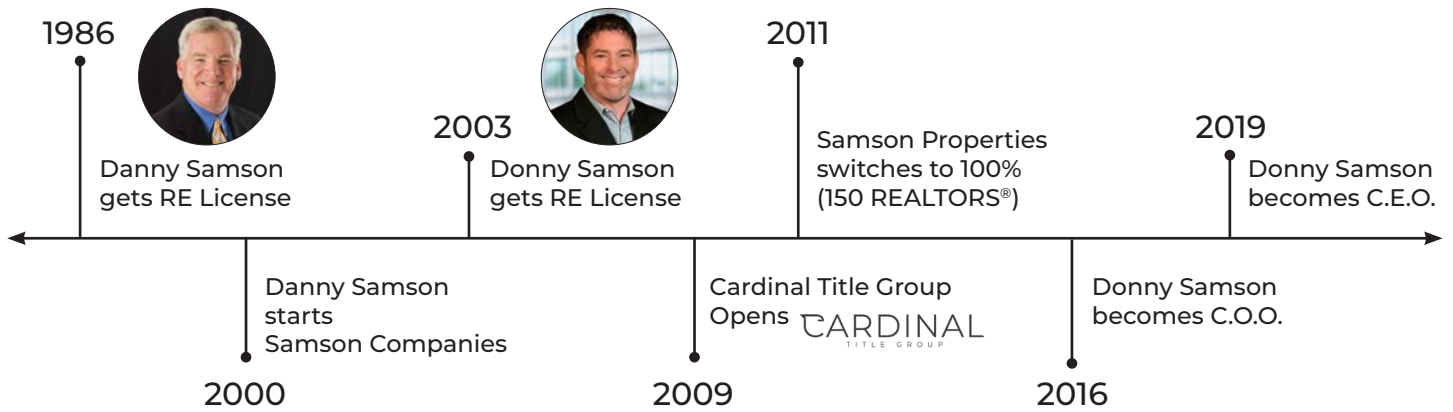 1986
Danny Samson
gets RE License
2000
Danny Samson
starts
Samson Companies
2003
Donny Samson
gets RE License
2009
Cardinal Title Group
Opens
CARDINAL
TITLE GROUP
2011
Samson Properties
switches to 100%
(150 REALTORS®)
2016
Donny Samson
becomes C.O.O.
2019
Donny Samson
becomes C.E.O.